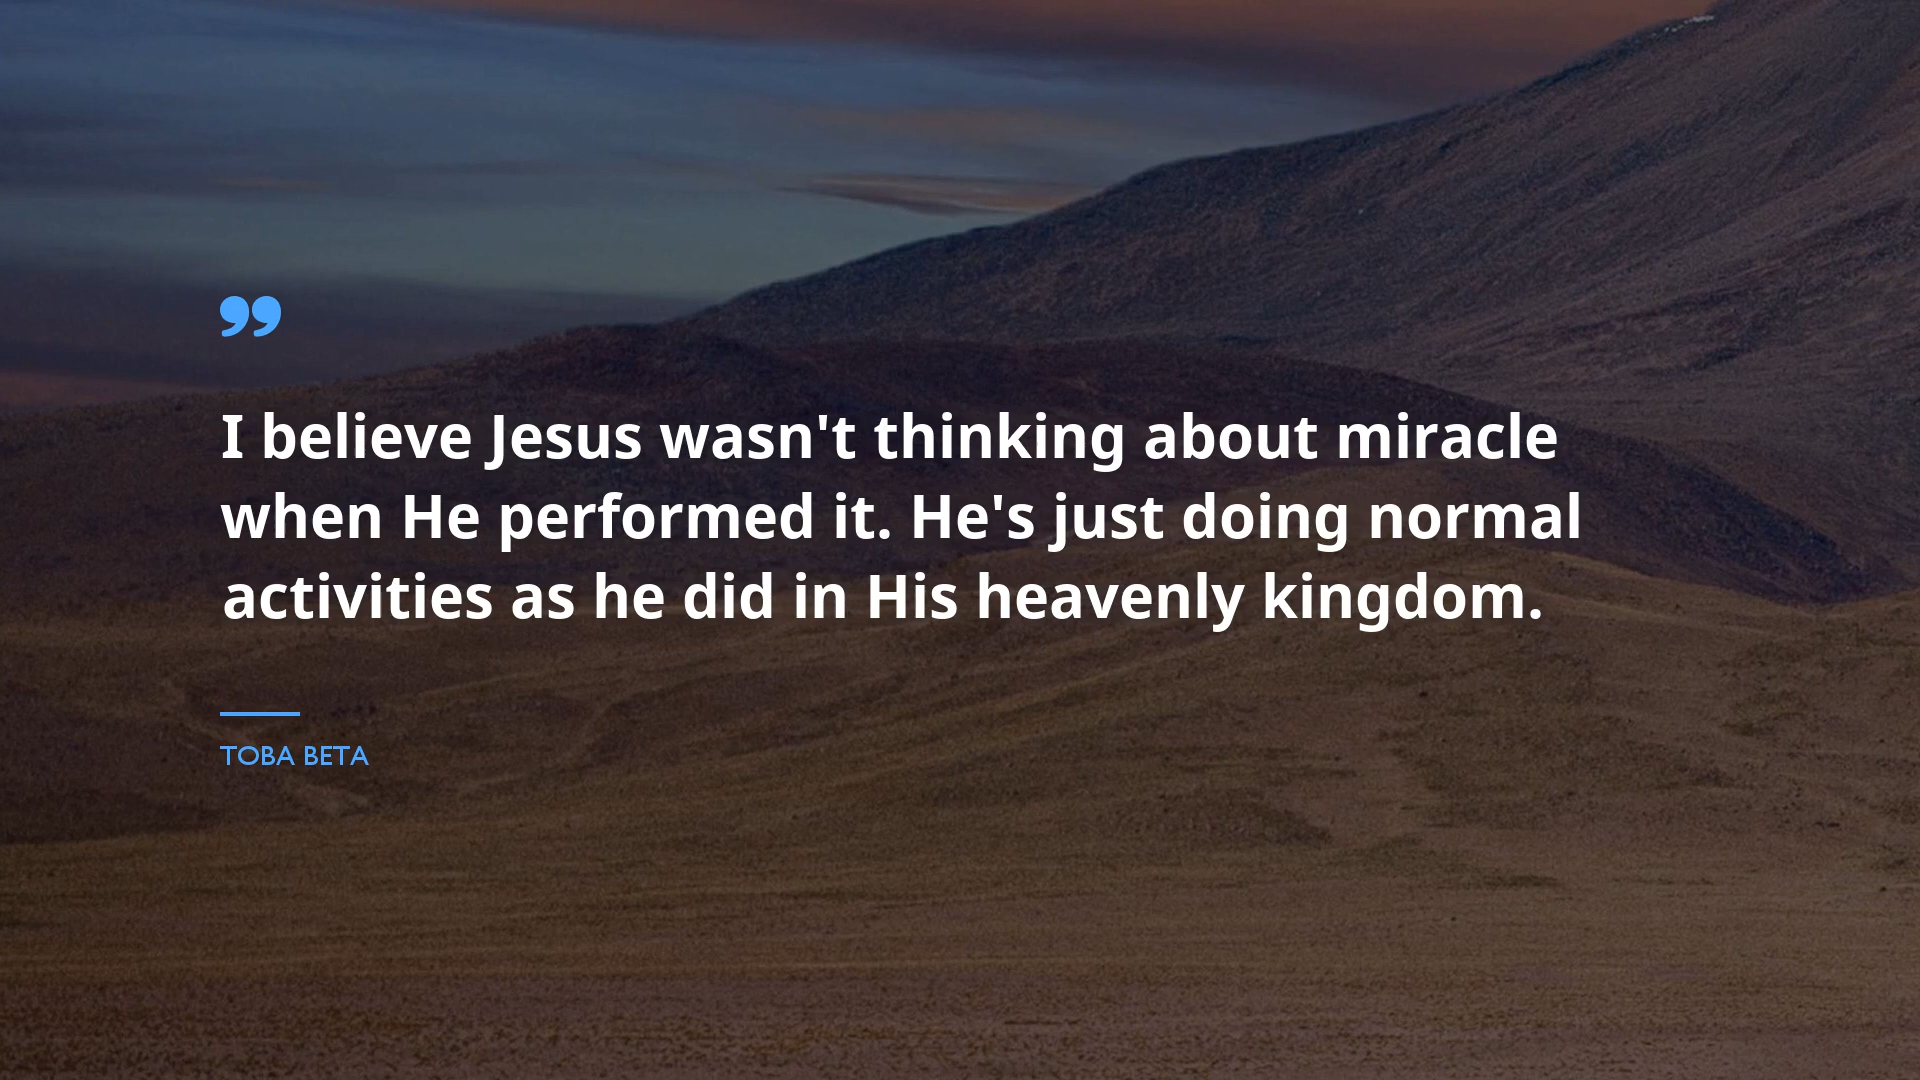 ”
I believe Jesus wasn't thinking about miracle
when He performed it. He's just doing normal
activities as he did in His heavenly kingdom.
TOBA BETA